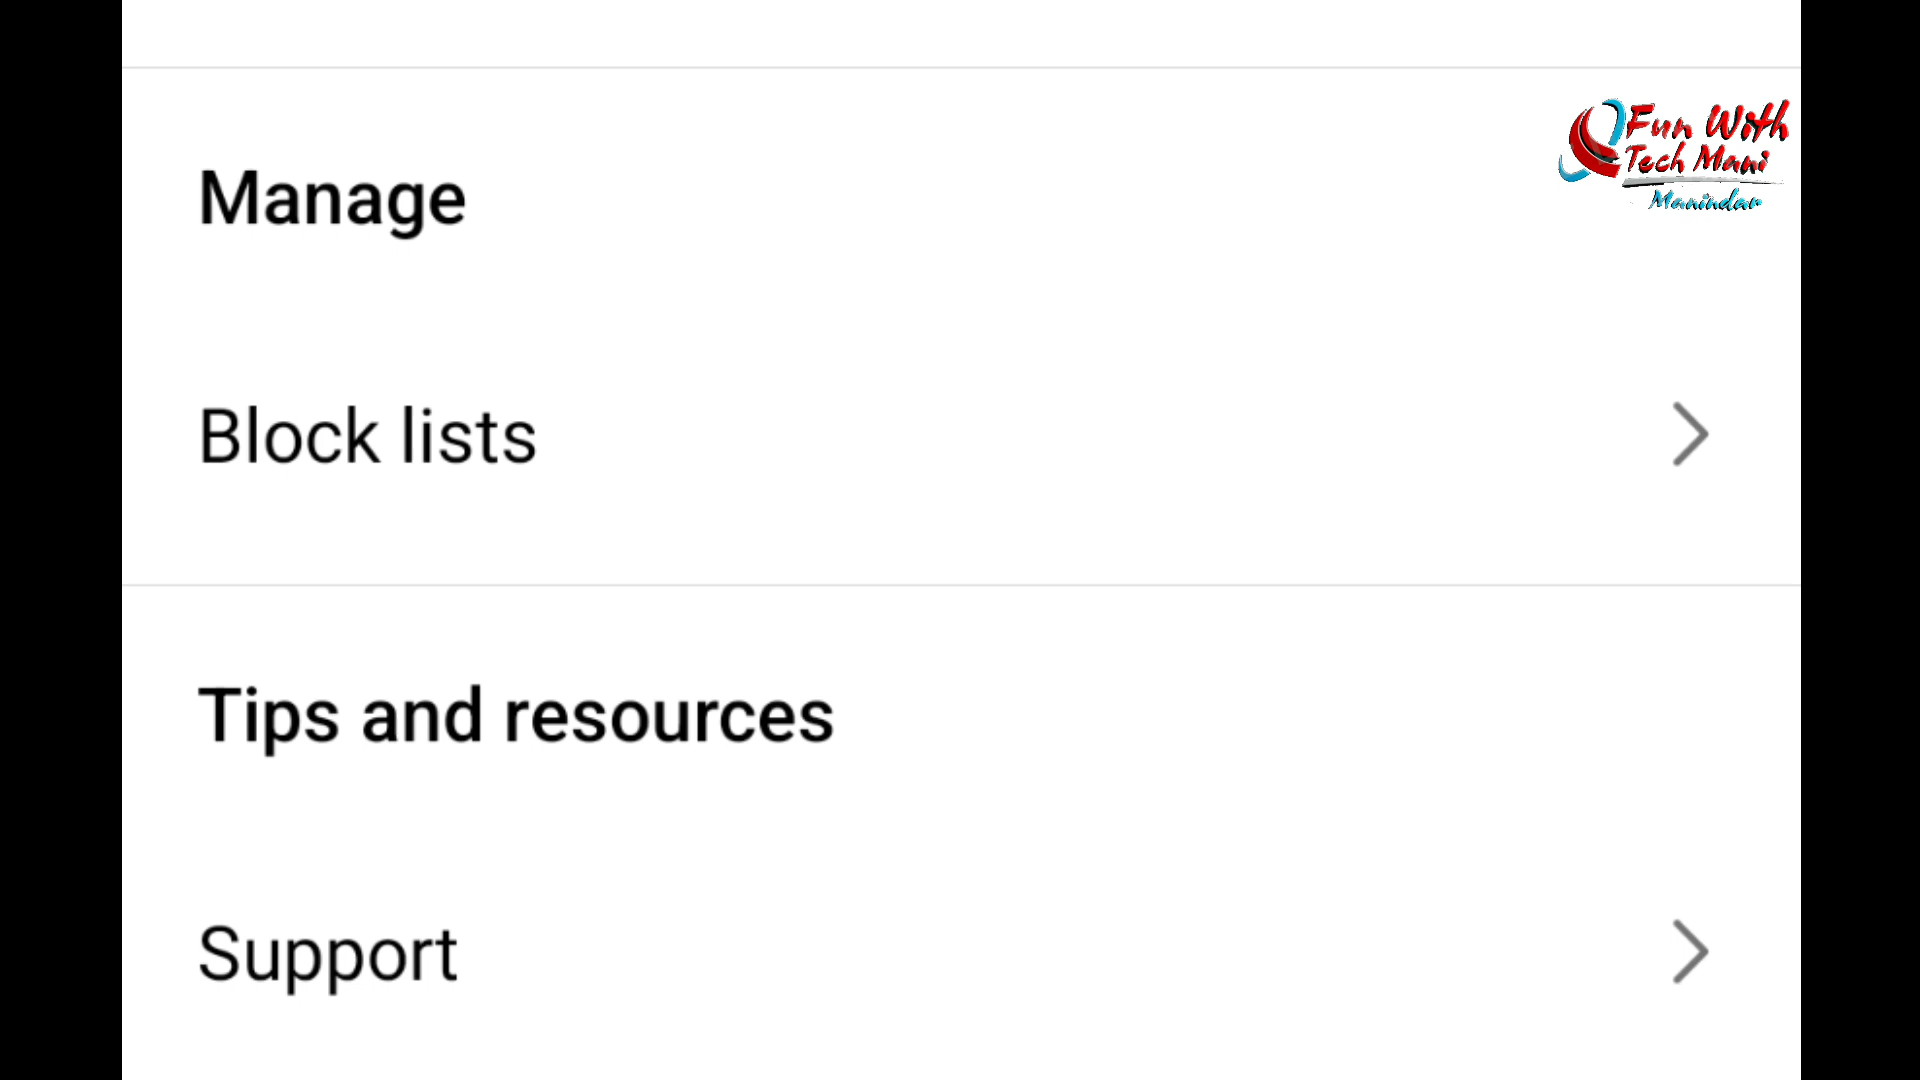 Fun With
Tech Mani
Manindar
Manage
Block lists
Tips and resources
Support